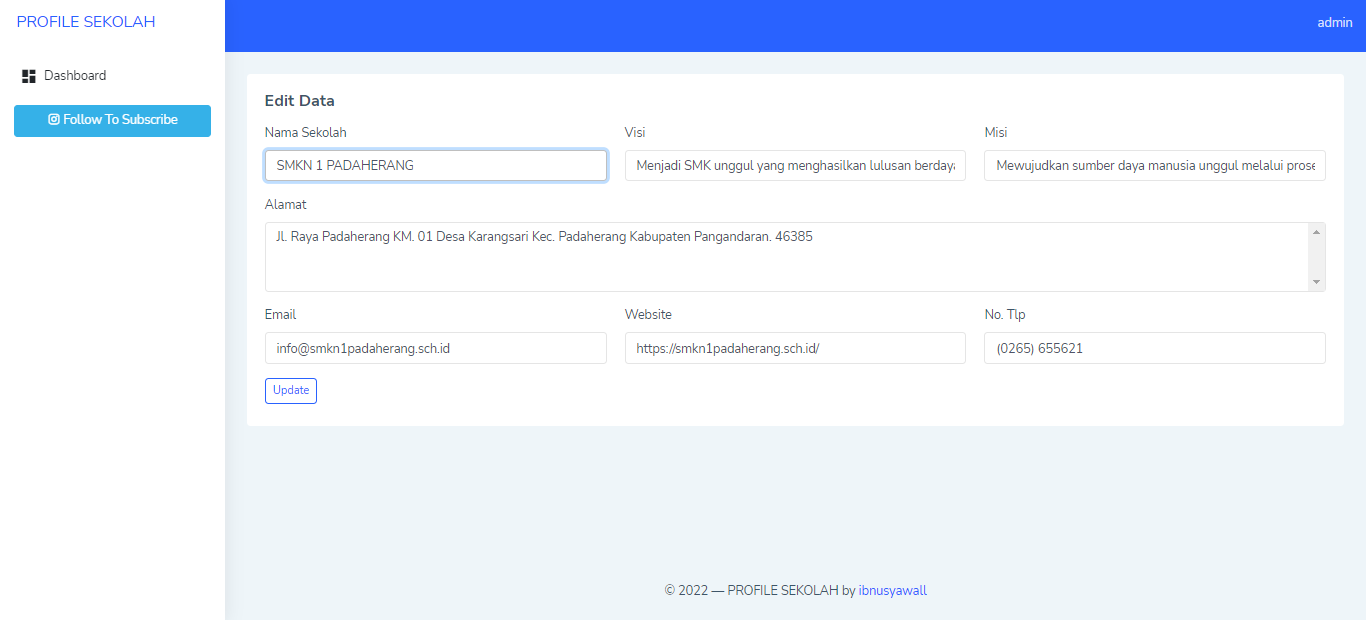 PROFILE SEKOLAH
admin
Dashboard
Follow To Subscribe
Edit Data
Nama Sekolah
Visi
Misi
SMKN 1 PADAHERANG
Menjadi SMK unggul yang menghasilkan lulusan berday
Mewujudkan sumber daya manusia unggul melalui prose
Alamat
Jl. Raya Padaherang KM. 01 Desa Karangsari Kec. Padaherang Kabupaten Pangandaran. 46385
Email
Website
No. Tlp
info@smkn1padaherang.sch.id
https://smkn1padaherang.sch.id/
(0265) 655621
Update
© 2022 — PROFILE SEKOLAH by ibnusyawall